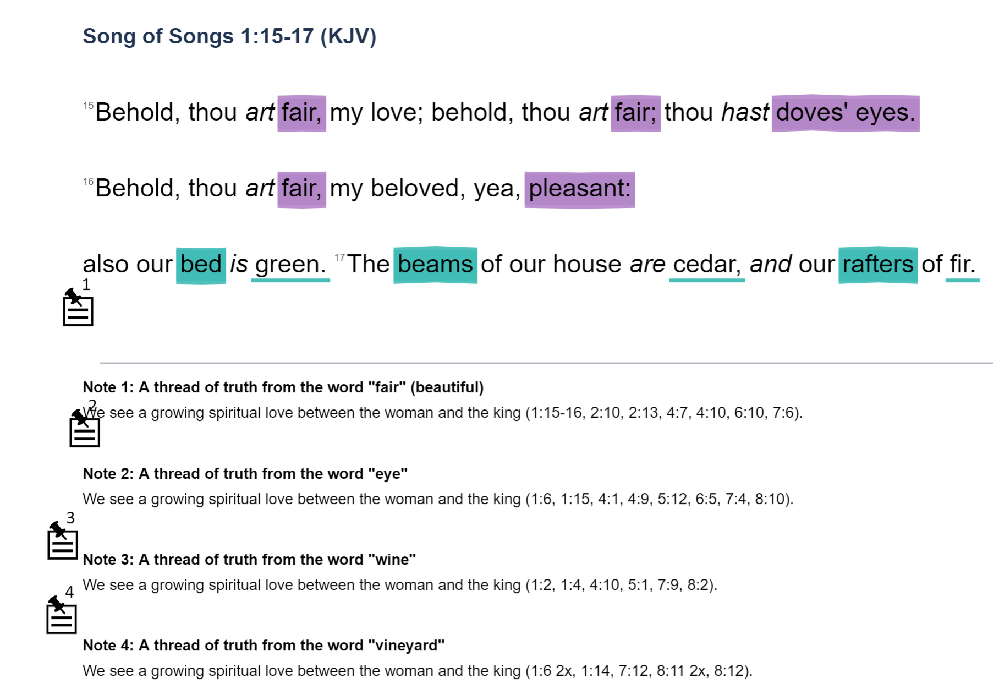 Song of Songs 1:15-17 (KJV)
15Behold, thou art fair, my love; behold, thou art fair; thou hast doves' eyes.
16Behold, thou art fair, my beloved, yea, pleasant:
also our bed is green. 17The beams of our house are cedar, and our rafters of fir.
1
Note 1: A thread of truth from the word "fair" (beautiful)
2
We see a growing spiritual love between the woman and the king (1:15-16, 2:10, 2:13, 4:7, 4:10, 6:10, 7:6).
Note 2: A thread of truth from the word "eye"
We see a growing spiritual love between the woman and the king (1:6, 1:15, 4:1, 4:9, 5:12, 6:5, 7:4, 8:10).
3
Note 3: A thread of truth from the word "wine"
We see a growing spiritual love between the woman and the king (1:2, 1:4, 4:10, 5:1, 7:9, 8:2).
4
Note 4: A thread of truth from the word "vineyard"
We see a growing spiritual love between the woman and the king (1:6 2x, 1:14, 7:12, 8:11 2x, 8:12).